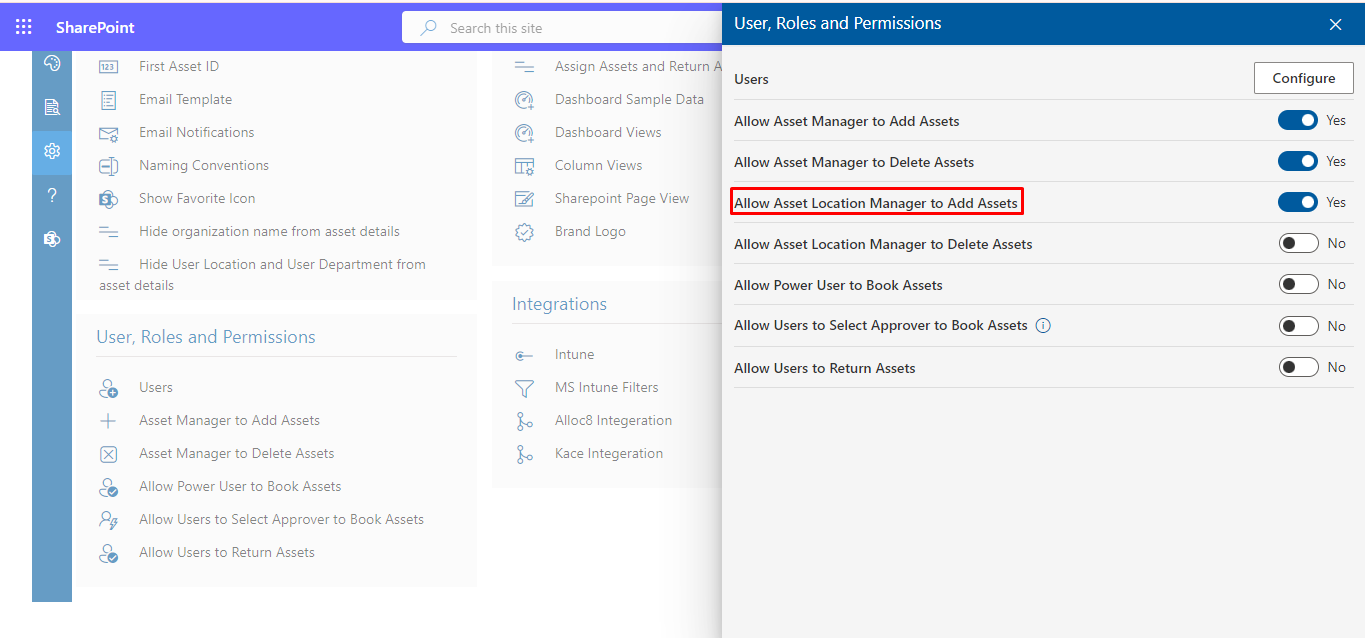 SharePoint
Search this site
123 First Asset ID
Email Template
Email Notifications
Naming Conventions
Show Favorite Icon
Hide organization name from asset details
Hide User Location and User Department from
asset details
User, Roles and Permissions
Users
Asset Manager to Add Assets
Asset Manager to Delete Assets
Allow Power User to Book Assets
Allow Users to Select Approver to Book Assets
Allow Users to Return Assets
Assign Assets and Return A
Dashboard Sample Data
Dashboard Views
Column Views
Sharepoint Page View
Brand Logo
Integrations
Intune
MS Intune Filters
Alloc8 Integeration
Kace Integeration
User, Roles and Permissions
Users Configure
Allow Asset Manager to Add Assets Yes
Allow Asset Manager to Delete Assets Yes
Allow Asset Location Manager to Add Assets Yes
Allow Asset Location Manager to Delete Assets No
Allow Power User to Book Assets No
Allow Users to Select Approver to Book Assets No
Allow Users to Return Assets No